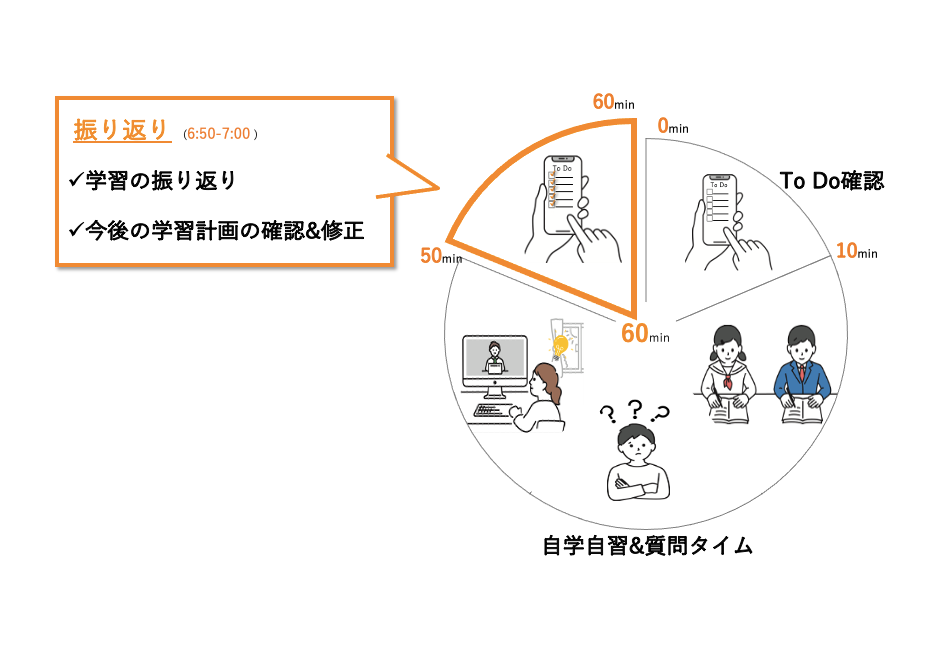 振り返り (6:50-7:00)
✓学習の振り返り
✓今後の学習計画の確認&修正
60min
0min
To Do
To Do
To Do確認
50min
10min
60min
? ? ?
自学自習&質問タイム